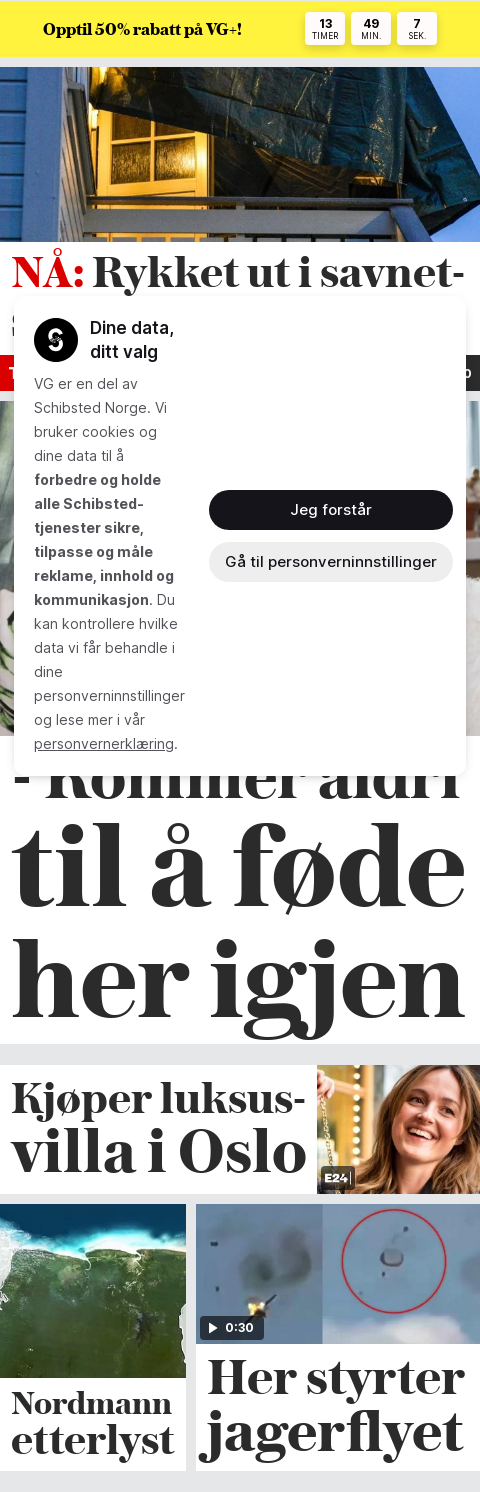 Opptil 50% rabatt på VG+!
13
TIMER
49
MIN.
7
SEK.
NÅ: Rykket ut i savnet-
Dine data,
ditt valg
VG er en del av
Schibsted Norge. Vi
bruker cookies og
dine data til å
forbedre og holde
alle Schibsted-
tjenester sikre,
tilpasse og måle
reklame, innhold og
kommunikasjon. Du
kan kontrollere hvilke
data vi får behandle i
dine
personverninnstillinger
og lese mer i vår
personvernerklæring.
Jeg forstår
Gå til personverninnstillinger
- Kommer aldri
til å føde
her igjen
Kjøper luksus-
villa i Oslo
E24
0:30
Nordmann
etterlyst
Her styrter
jagerflyet